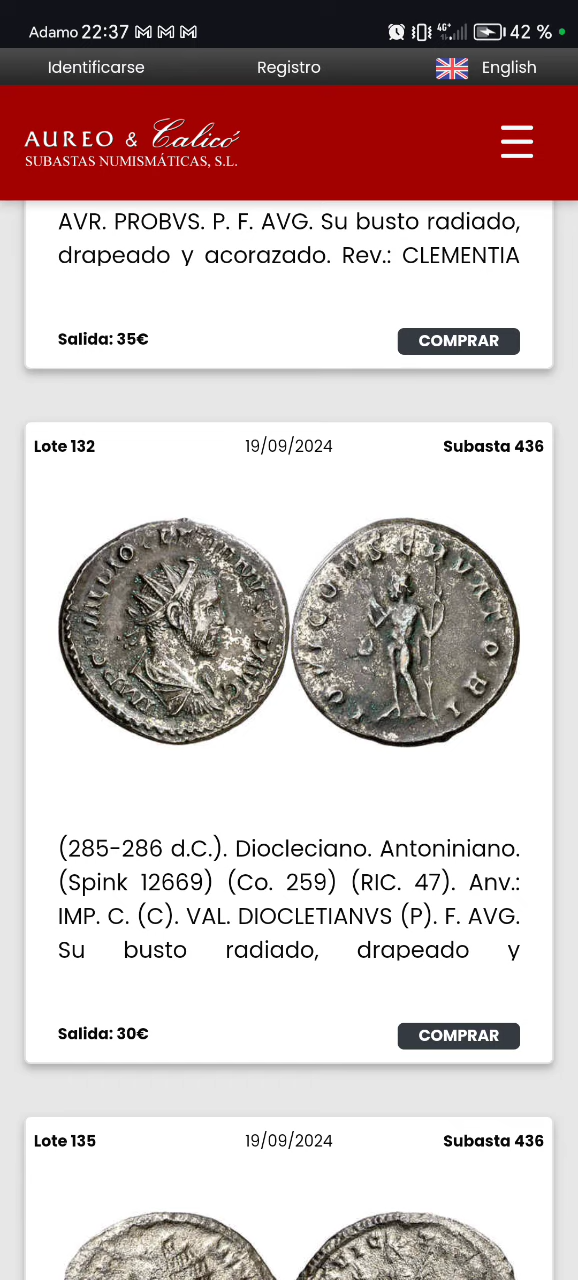 Adamo 22:37
4G+ 42 %
Identificarse Registro English
AUREO & Calicó
SUBASTAS NUMISMÁTICAS, S.L.
AVR. PROBVS. P. F. AVG. Su busto radiado,
drapeado y acorazado. Rev.: CLEMENTIA
Salida: 35€ COMPRAR
Lote 132 19/09/2024 Subasta 436
(285-286 d.C.). Diocleciano. Antoniniano.
(Spink 12669) (Co. 259) (RIC. 47). Anv.:
IMP. C. (C). VAL. DIOCLETIANVS (P). F. AVG.
Su busto radiado, drapeado y
Salida: 30€ COMPRAR
Lote 135 19/09/2024 Subasta 436